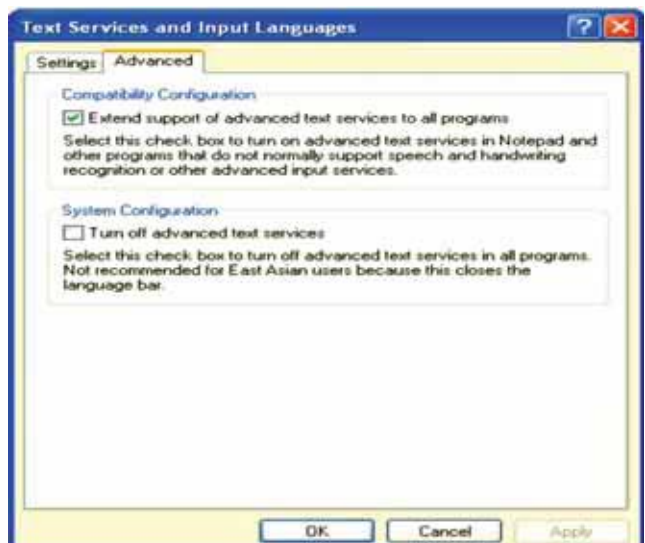 Text Services and Input Languages
Settings
Advanced
Compatibility Configuration
Extend support of advanced text services to all programs
Select this check box to turn on advanced text services in Notepad and
other programs that do not normally support speech and handwriting
recognition or other advanced input services.
System Configuration
Turn off advanced text services
Select this check box to turn off advanced text services in all programs.
Not recommended for East Asian users because this closes the
language bar.
OK
Cancel
Apply